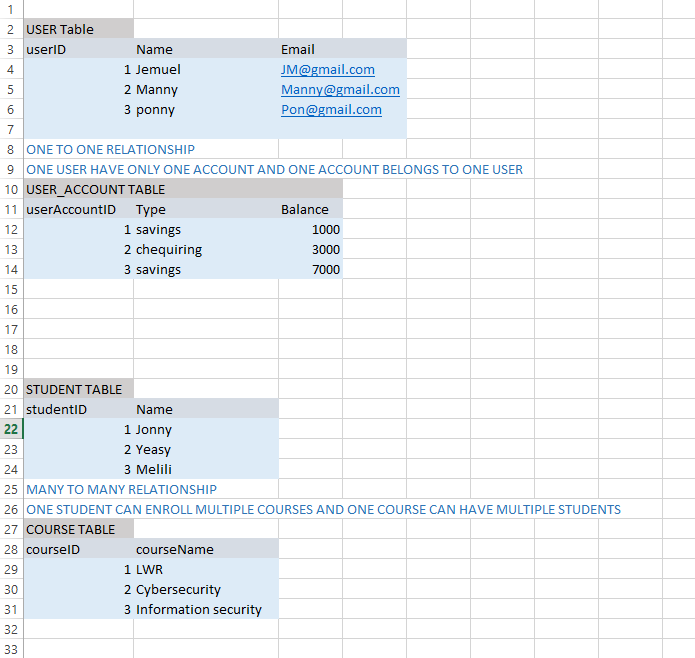 1
2 USER Table
3 userID Name Email
4 1 Jemuel JM@gmail.com
5 2 Manny Manny@gmail.com
6 3 ponny Pon@gmail.com
7
8 ONE TO ONE RELATIONSHIP
9 ONE USER HAVE ONLY ONE ACCOUNT AND ONE ACCOUNT BELONGS TO ONE USER
10 USER_ACCOUNT TABLE
11 userAccountID Type Balance
12 1 savings 1000
13 2 chequiring 3000
14 3 savings 7000
15
16
17
18
19
20 STUDENT TABLE
21 studentID Name
22 1 Jonny
23 2 Yeasy
24 3 Melili
25 MANY TO MANY RELATIONSHIP
26 ONE STUDENT CAN ENROLL MULTIPLE COURSES AND ONE COURSE CAN HAVE MULTIPLE STUDENTS
27 COURSE TABLE
28 courseID courseName
29 1 LWR
30 2 Cybersecurity
31 3 Information security
32
33